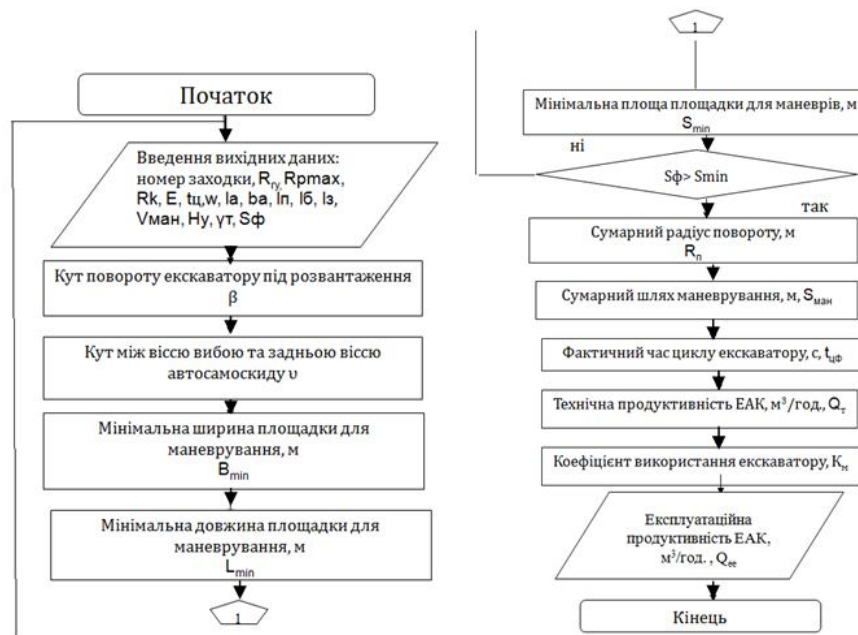 Початок
Введення вихідних даних:
номер заходки, Rгу, Rpmax,
Rk, E, tц,w, la, ba, lп, lб, lз,
Vман, Ну, γт, Sф
Кут повороту екскаватору під розвантаження
β
Кут між віссю вибою та задньою віссю
автосамоскиду υ
Мінімальна ширина площадки для
маневрування, м
Bmin
Мінімальна довжина площадки для
маневрування, м
Lmin
1
1
Мінімальна площа площадки для маневрів, м
Smin
ні
Sф> Smin
так
Сумарний радіус повороту, м
Rп
Сумарний шлях маневрування, м, Sман
Фактичний час циклу екскаватору, с, tцф
Технічна продуктивність ЕАК, м³/год., Qт
Коефіцієнт використання екскаватору, Км
Експлуатаційна
продуктивність ЕАК,
м³/год. , Qее
Кінець